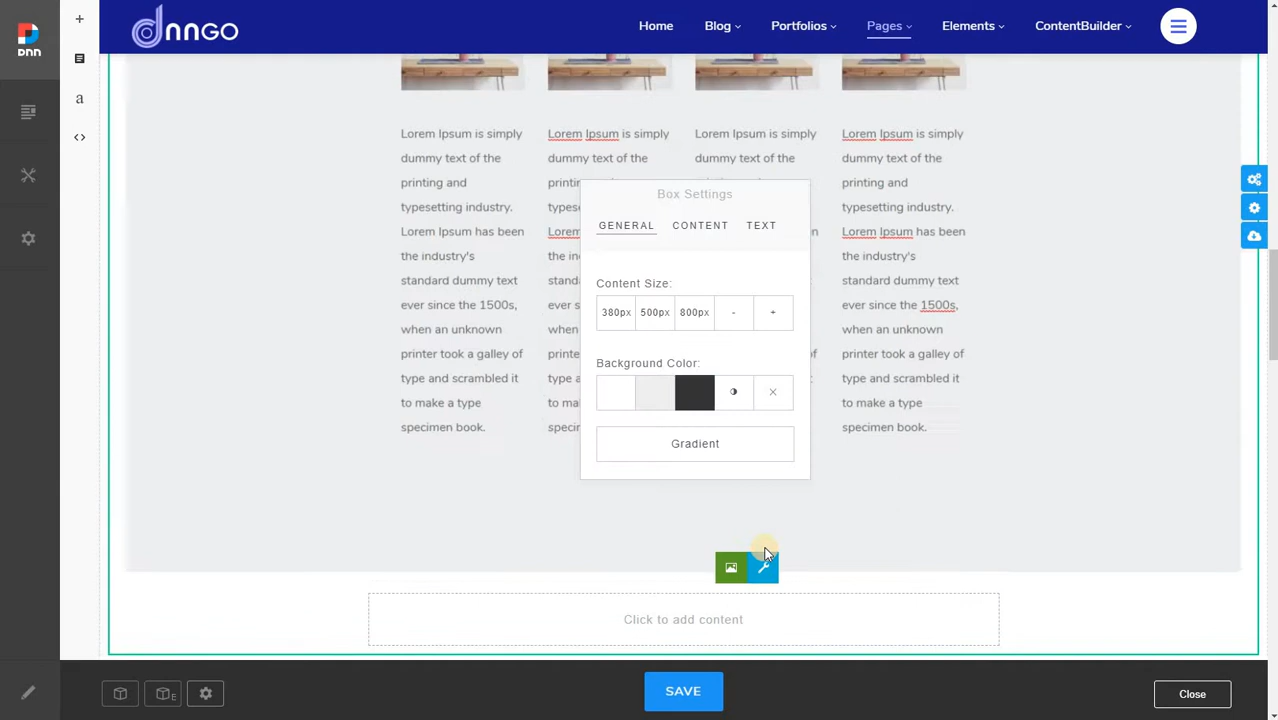 DNN
dnnGO
Home
Blog
Portfolios
Pages
Elements
ContentBuilder
a
Lorem Ipsum is simply
dummy text of the
printing and
typesetting industry.
Lorem Ipsum has been
the industry's
standard dummy text
ever since the 1500s,
when an unknown
printer took a galley of
type and scrambled it
to make a type
specimen book.
Lorem Ipsum is simply
dummy text of the
Lorem Ipsum is simply
dummy text of the
Lorem Ipsum is simply
dummy text of the
printing and
typesetting industry.
Lorem Ipsum has been
the industry's
standard dummy text
ever since the 1500s,
when an unknown
printer took a galley of
type and scrambled it
to make a type
specimen book.
Box Settings
GENERAL
CONTENT
TEXT
Content Size:
380px
500px
800px
-
+
Background Color:
Gradient
Click to add content
E
SAVE
Close